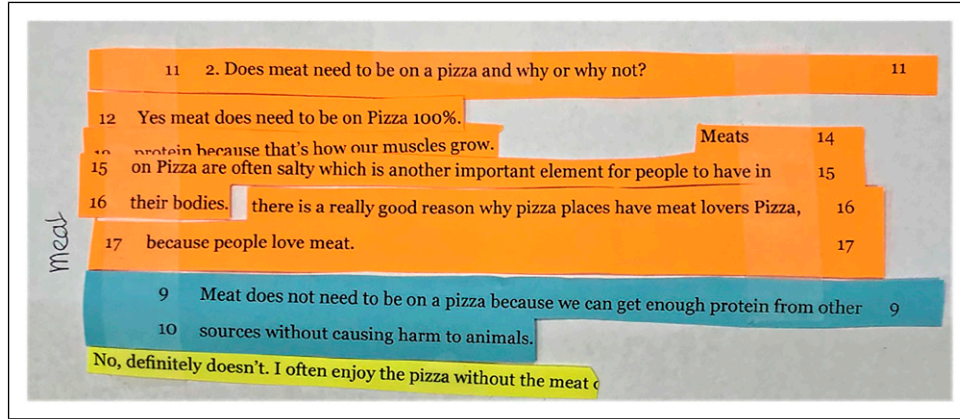 meat
11 2. Does meat need to be on a pizza and why or why not? 11
12 Yes meat does need to be on Pizza 100%.
protein because that's how our muscles grow.
Meats 14
15 on Pizza are often salty which is another important element for people to have in 15
16 their bodies. there is a really good reason why pizza places have meat lovers Pizza, 16
17 because people love meat. 17
9 Meat does not need to be on a pizza because we can get enough protein from other 9
10 sources without causing harm to animals.
No, definitely doesn't. I often enjoy the pizza without the meat